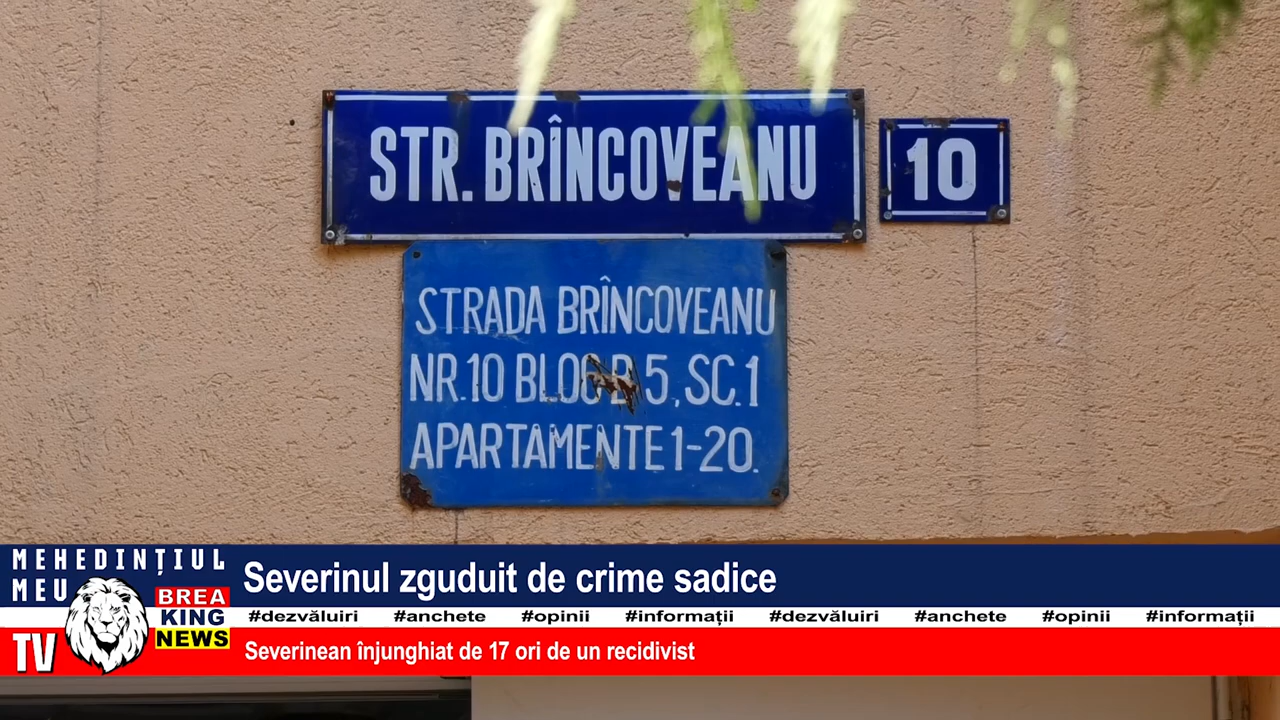 STR. BRÎNCOVEANU
10
STRADA BRÎNCOVEANU
NR.10 BLOC B 5, SC.1
APARTAMENTE 1-20.
MEHEDINȚIUL
MEU
TV
BREA
KING
NEWS
Severinul zguduit de crime sadice
#dezvăluiri #anchete #opinii #informații #dezvăluiri #anchete #opinii #informații
Severinean înjunghiat de 17 ori de un recidivist